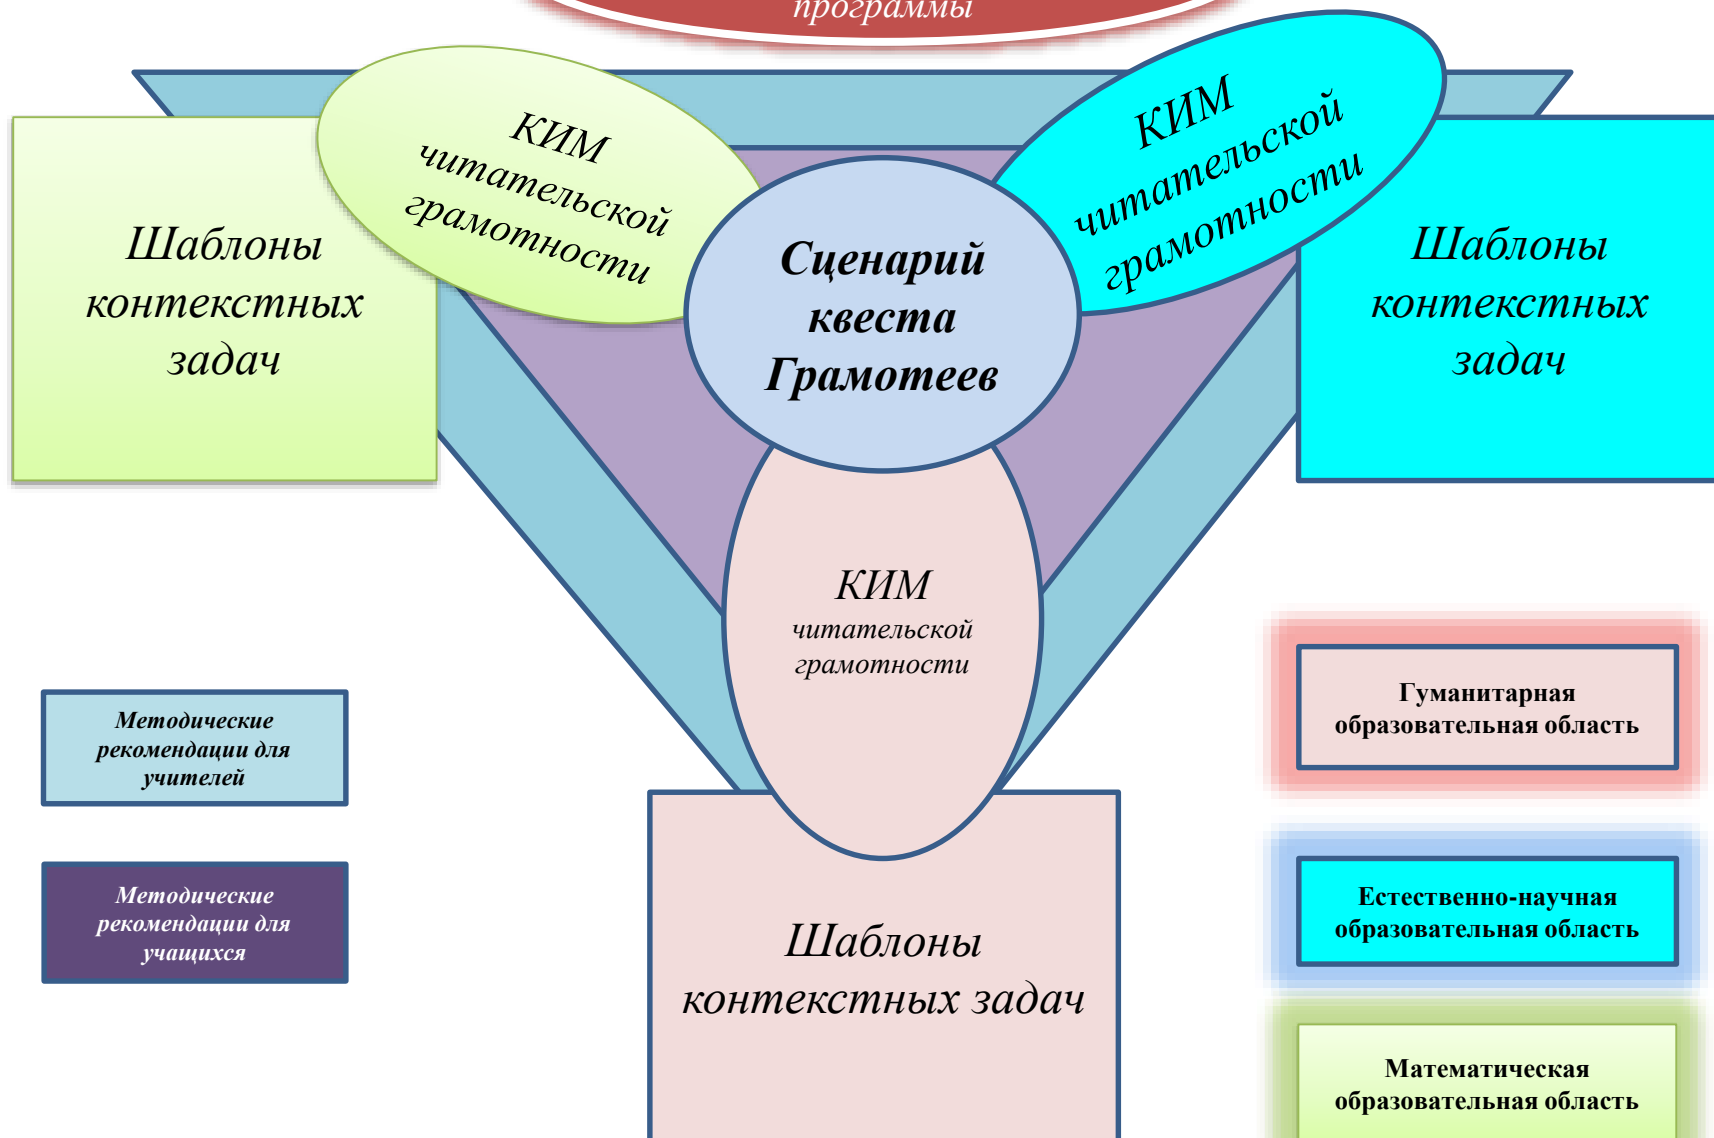 программы
КИМ
читательской
грамотности
КИМ
читательской
грамотности
Шаблоны
контекстных
задач
Сценарий
квеста
Грамотеев
Шаблоны
контекстных
задач
КИМ
читательской
грамотности
Методические
рекомендации для
учителей
Методические
рекомендации для
учащихся
Шаблоны
контекстных задач
Гуманитарная
образовательная область
Естественно-научная
образовательная область
Математическая
образовательная область